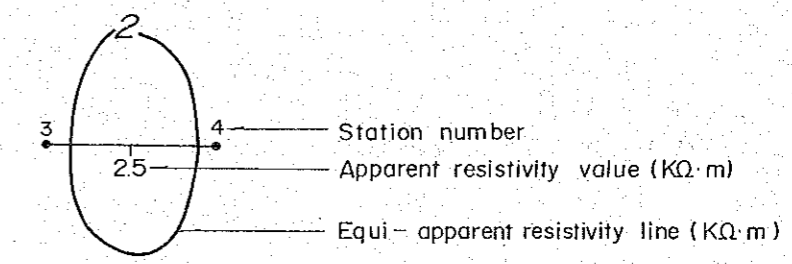 2
3
4 Station number
2.5 Apparent resistivity value (KΩ·m)
Equi- apparent resistivity line (KΩ·m)